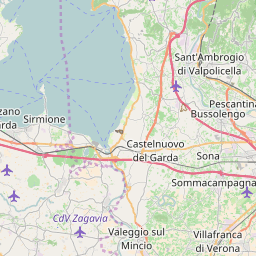 Sant'Ambrogio
di Valpolicella
Pescantina
Bussolengo
Sirmione
Castelnuovo
del Garda
Sona
Sommacampagna
CdV Zagavia
Valeggio sul
Mincio
Villafranca
di Verona